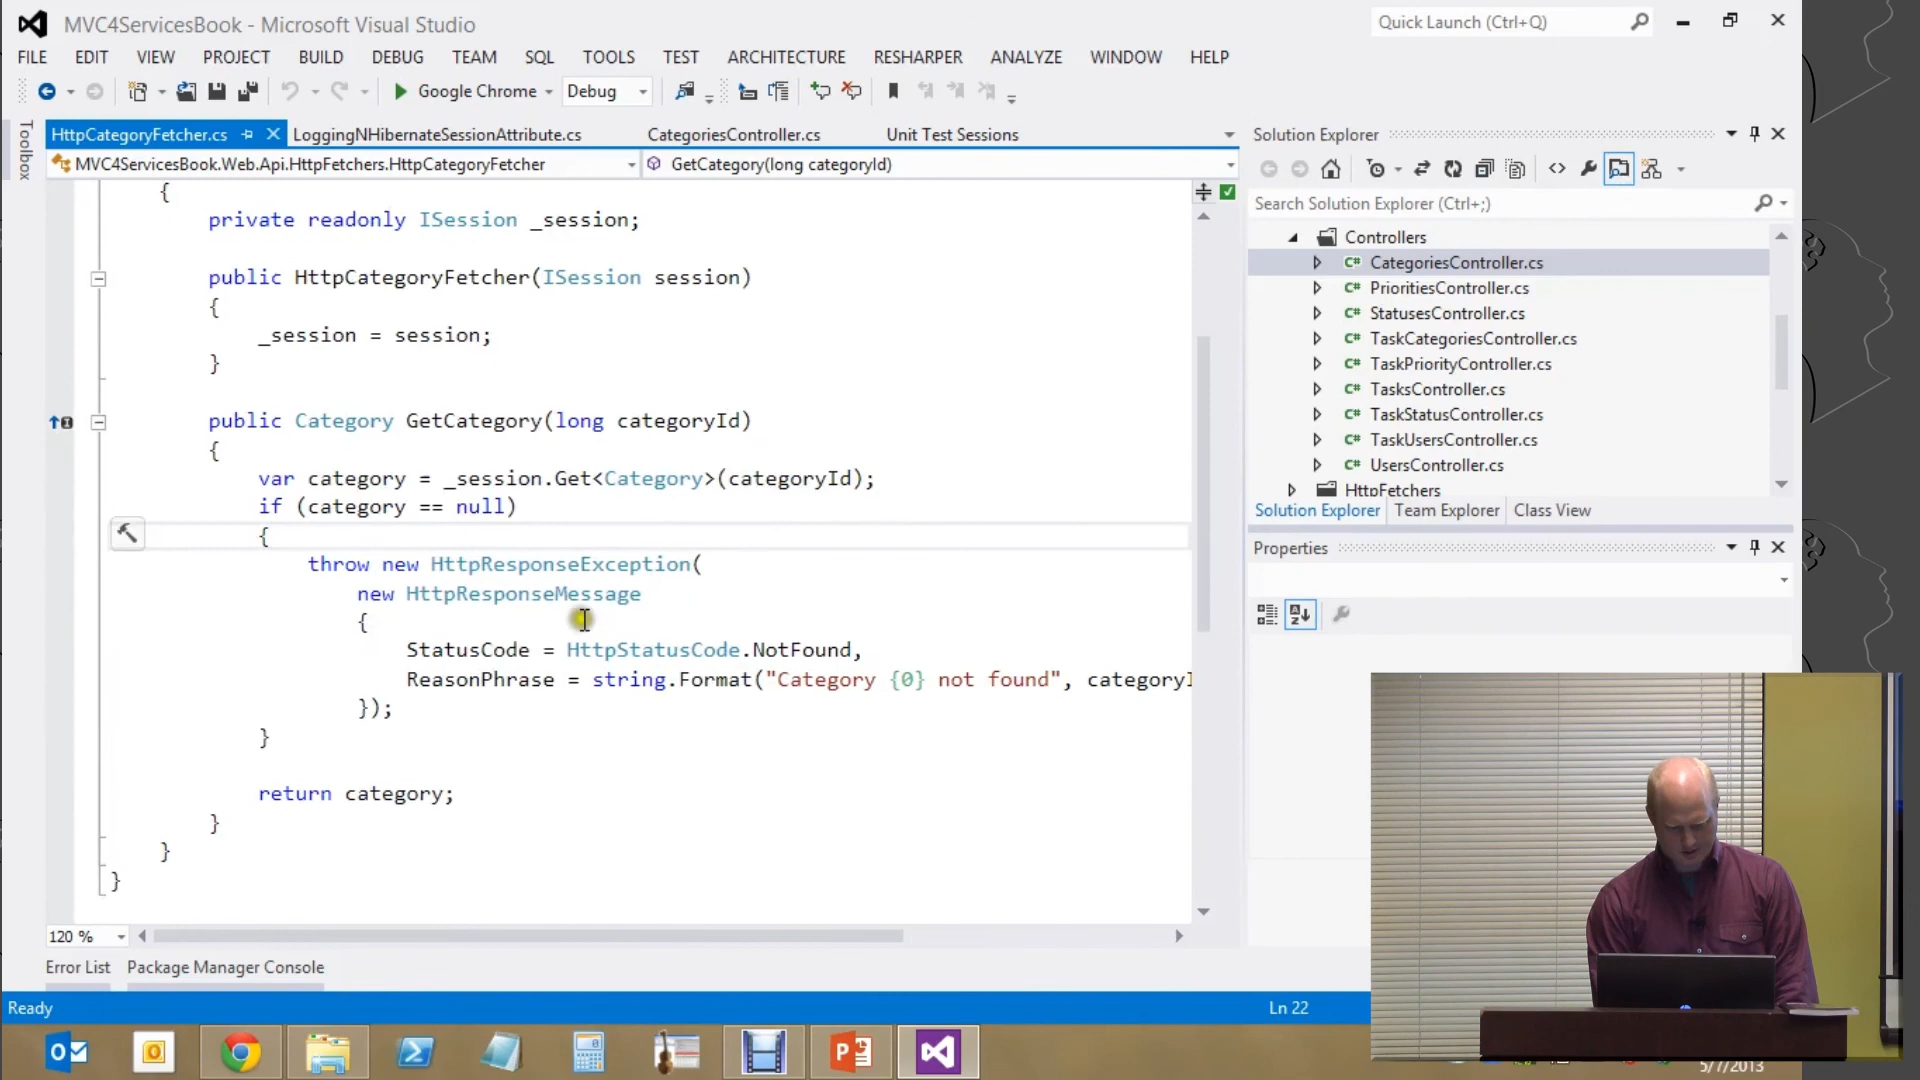 MVC4ServicesBook - Microsoft Visual Studio
Quick Launch (Ctrl+Q)
FILE EDIT VIEW PROJECT BUILD DEBUG TEAM SQL TOOLS TEST ARCHITECTURE RESHARPER ANALYZE WINDOW HELP
Google Chrome Debug
Toolbox
HttpCategoryFetcher.cs LoggingNHibernateSessionAttribute.cs CategoriesController.cs Unit Test Sessions
MVC4ServicesBook.Web.Api.HttpFetchers.HttpCategoryFetcher GetCategory(long categoryId)
{
private readonly ISession _session;
public HttpCategoryFetcher(ISession session)
{
_session = session;
}
public Category GetCategory(long categoryId)
{
var category = _session.Get<Category>(categoryId);
if (category == null)
{
throw new HttpResponseException(
new HttpResponseMessage
{
StatusCode = HttpStatusCode.NotFound,
ReasonPhrase = string.Format("Category {0} not found", categoryI
});
}
return category;
}
}
}
120 %
Error List Package Manager Console
Ready
Ln 22
Solution Explorer
Search Solution Explorer (Ctrl+;)
Controllers
C# CategoriesController.cs
C# PrioritiesController.cs
C# StatusesController.cs
C# TaskCategoriesController.cs
C# TaskPriorityController.cs
C# TasksController.cs
C# TaskStatusController.cs
C# TaskUsersController.cs
C# UsersController.cs
HttpFetchers
Solution Explorer Team Explorer Class View
Properties
5/7/2013